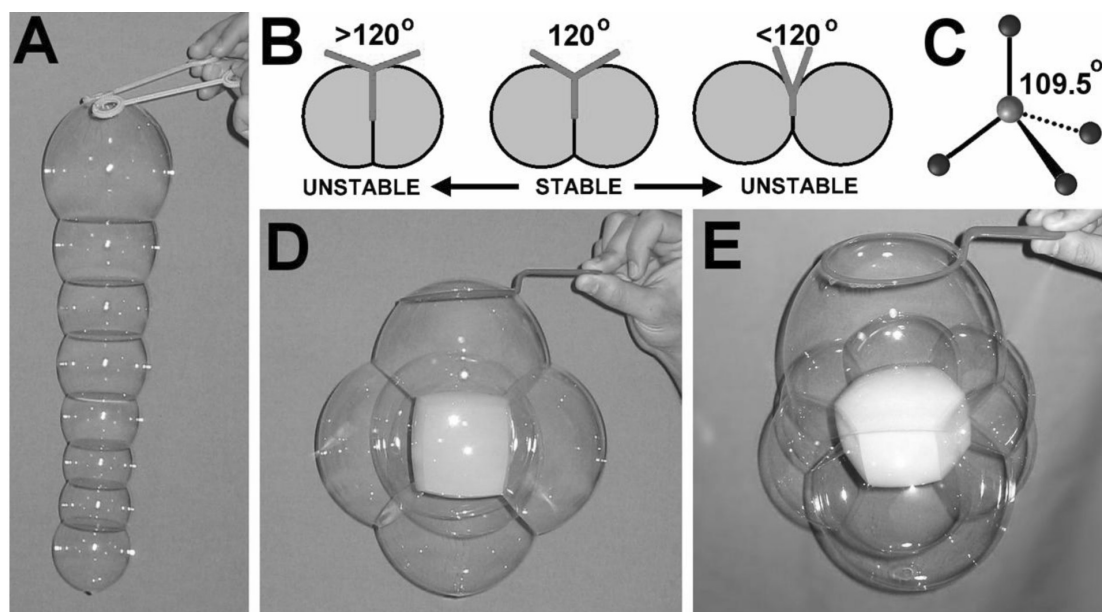 A
B
>120°
120°
<120°
UNSTABLE
STABLE
UNSTABLE
C
109.5°
D
E